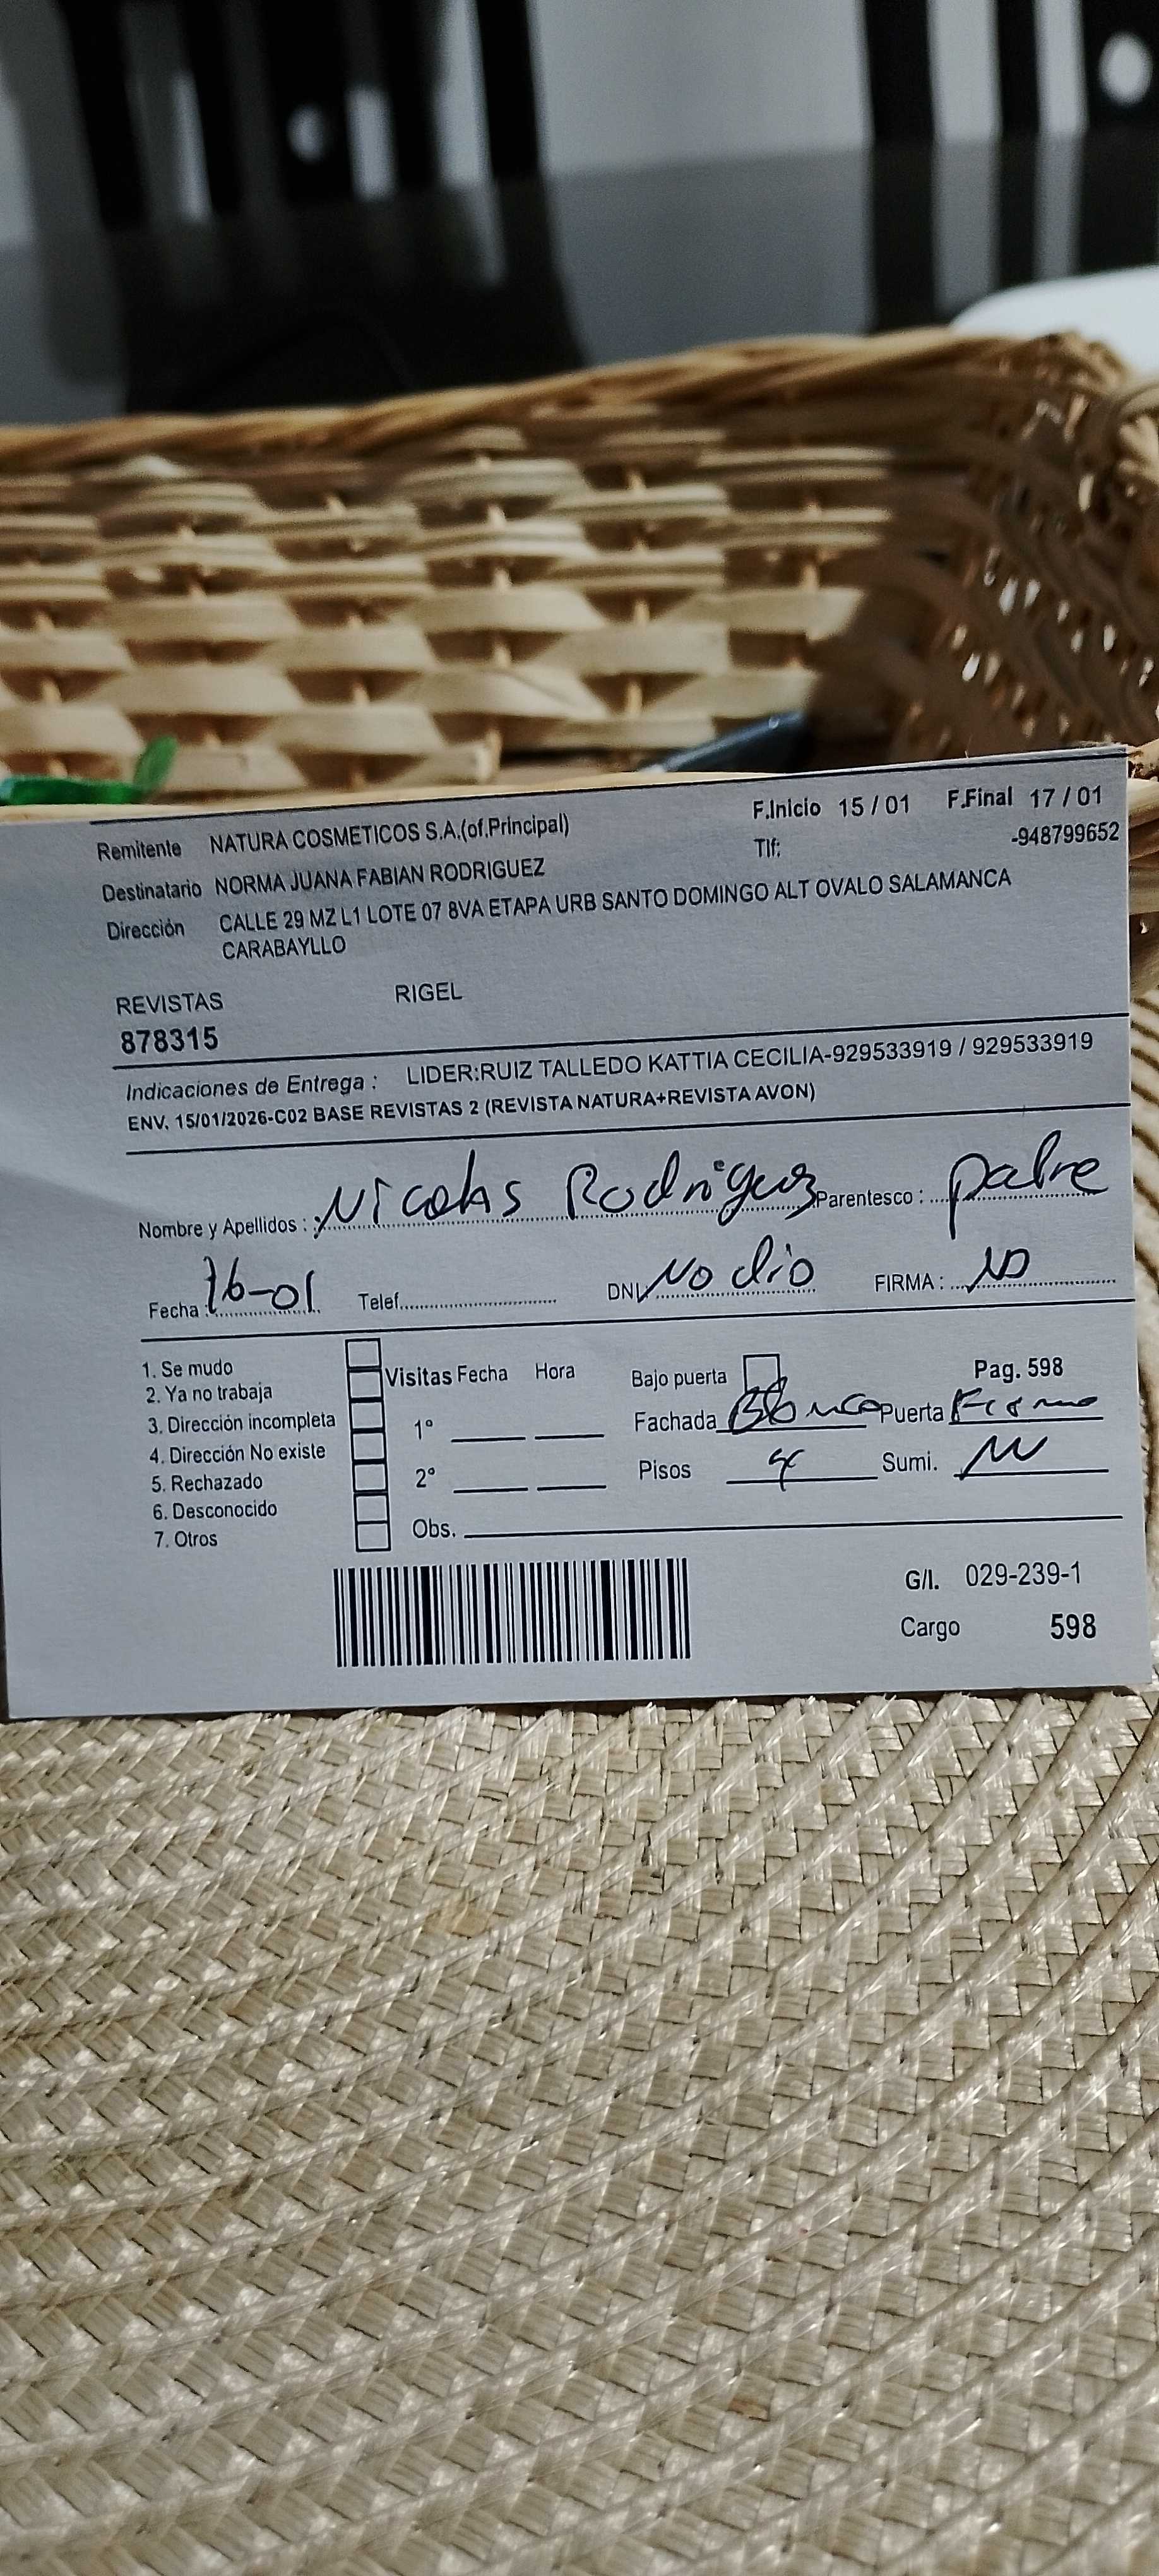 Remitente NATURA COSMETICOS S.A.(of.Principal) F.Inicio 15 / 01 F.Final 17 / 01
Tlf: -948799652
Destinatario NORMA JUANA FABIAN RODRIGUEZ
Dirección CALLE 29 MZ L1 LOTE 07 8VA ETAPA URB SANTO DOMINGO ALT OVALO SALAMANCA
CARABAYLLO
REVISTAS RIGEL
878315
Indicaciones de Entrega : LIDER:RUIZ TALLEDO KATTIA CECILIA-929533919 / 929533919
ENV. 15/01/2026-C02 BASE REVISTAS 2 (REVISTA NATURA+REVISTA AVON)
Nombre y Apellidos : Nicolas Rodriguez Parentesco : padre
Fecha : 16-01 Telef. DNI No dio FIRMA : NO
1. Se mudo Visitas Fecha Hora Bajo puerta Pag. 598
2. Ya no trabaja
3. Dirección incompleta 1° Fachada Blanco Puerta
4. Dirección No existe
5. Rechazado 2° Pisos 4 Sumi.
6. Desconocido
7. Otros Obs.
G/I. 029-239-1
Cargo 598